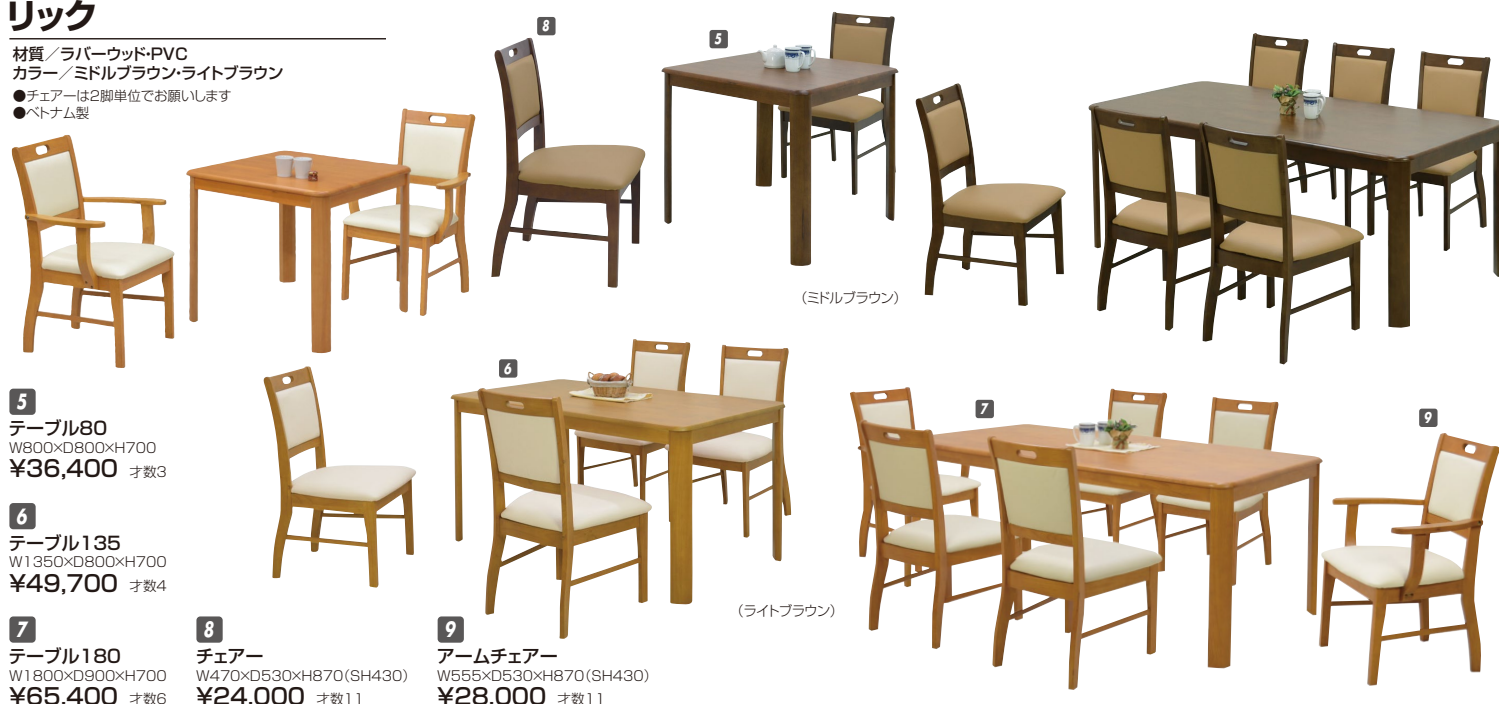 リック
材質／ラバーウッド・PVC
カラー／ミドルブラウン・ライトブラウン
●チェアーは2脚単位でお願いします
●ベトナム製
8
5
（ミドルブラウン）
6
7
9
（ライトブラウン）
5
テーブル80
W800×D800×H700
¥36,400 才数3
6
テーブル135
W1350×D800×H700
¥49,700 才数4
7
テーブル180
W1800×D900×H700
¥65,400 才数6
8
チェアー
W470×D530×H870（SH430）
¥24,000 才数11
9
アームチェアー
W555×D530×H870（SH430）
¥28,000 才数11